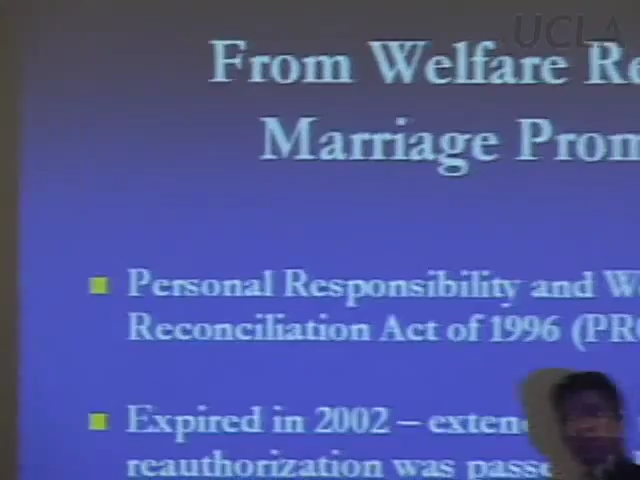 UCLA
From Welfare Re
Marriage Prom
Personal Responsibility and W
Reconciliation Act of 1996 (PR
Expired in 2002 – exten
reauthorization was passe